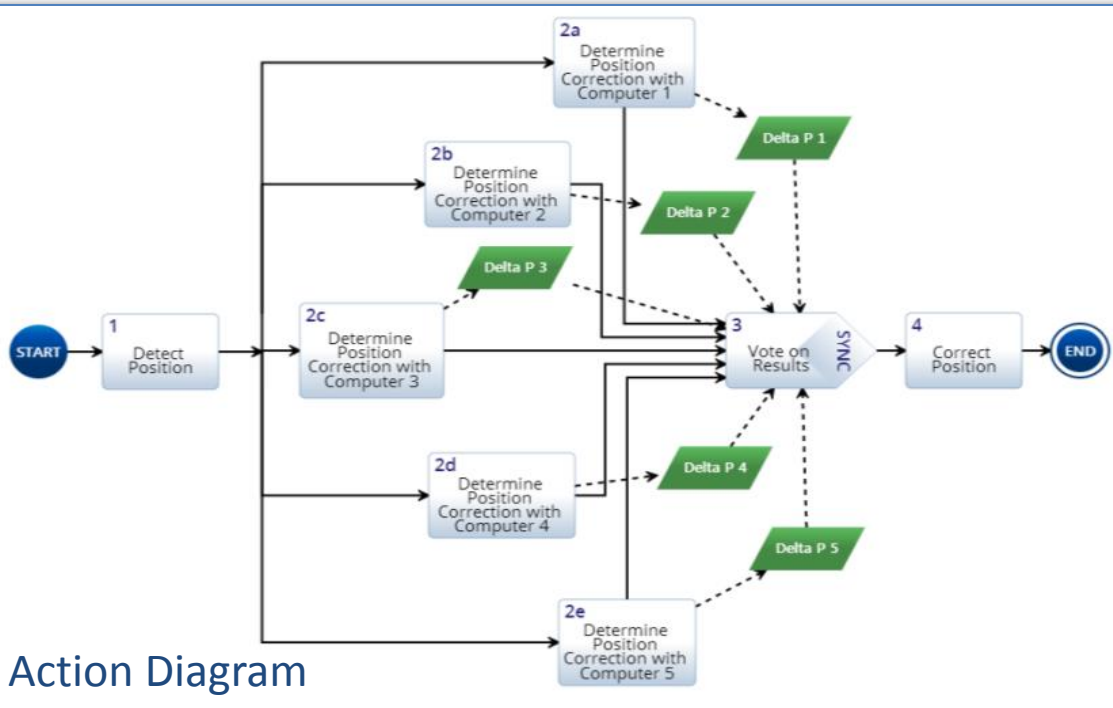 2a
Determine
Position
Correction with
Computer 1
Delta P 1
2b
Determine
Position
Correction with
Computer 2
Delta P 2
Delta P 3
START
1
Detect
Position
2c
Determine
Position
Correction with
Computer 3
3
Vote on
Results
SYNC
4
Correct
Position
END
2d
Determine
Position
Correction with
Computer 4
Delta P 4
Delta P 5
2e
Determine
Position
Correction with
Computer 5
Action Diagram